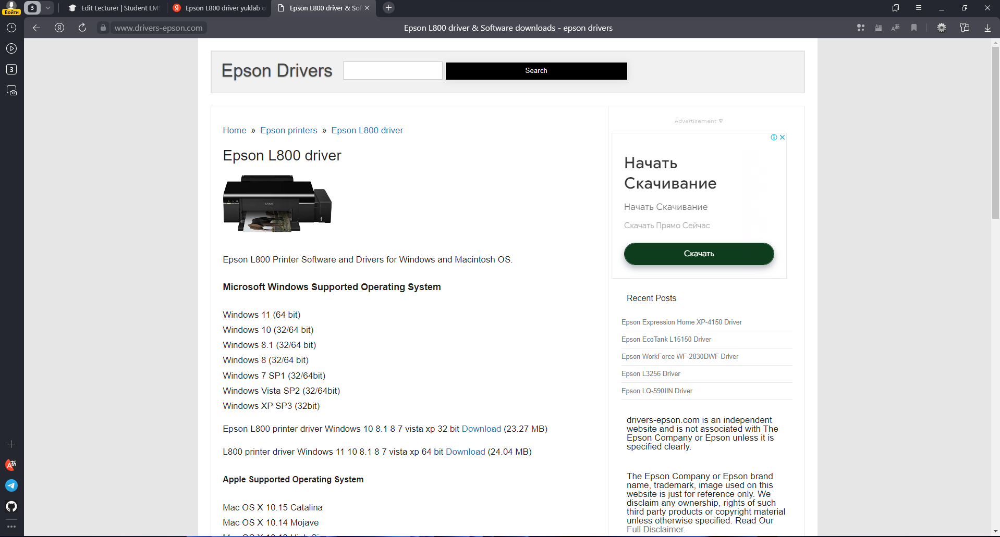 Войти
3
Edit Lecturer | Student LM
Epson L800 driver yuklab o
Epson L800 driver & Sof
www.drivers-epson.com
Epson L800 driver & Software downloads - epson drivers
3
Epson Drivers
Search
Home » Epson printers » Epson L800 driver
Epson L800 driver
EPSON
Epson L800 Printer Software and Drivers for Windows and Macintosh OS.
Microsoft Windows Supported Operating System
Windows 11 (64 bit)
Windows 10 (32/64 bit)
Windows 8.1 (32/64 bit)
Windows 8 (32/64 bit)
Windows 7 SP1 (32/64bit)
Windows Vista SP2 (32/64bit)
Windows XP SP3 (32bit)
Epson L800 printer driver Windows 10 8.1 8 7 vista xp 32 bit Download (23.27 MB)
L800 printer driver Windows 11 10 8.1 8 7 vista xp 64 bit Download (24.04 MB)
Apple Supported Operating System
Mac OS X 10.15 Catalina
Mac OS X 10.14 Mojave
Advertisement
Начать
Скачивание
Начать Скачивание
Скачать Прямо Сейчас
Скачать
Recent Posts
Epson Expression Home XP-4150 Driver
Epson EcoTank L15150 Driver
Epson WorkForce WF-2830DWF Driver
Epson L3256 Driver
Epson LQ-590IIN Driver
drivers-epson.com is an independent
website and is not associated with The
Epson Company or Epson unless it is
specified clearly.
The Epson Company or Epson brand
name, trademark, image used on this
website is just for reference only. We
disclaim any ownership, rights of such
third party products or copyright material
unless otherwise specified. Read Our
Full Disclaimer.